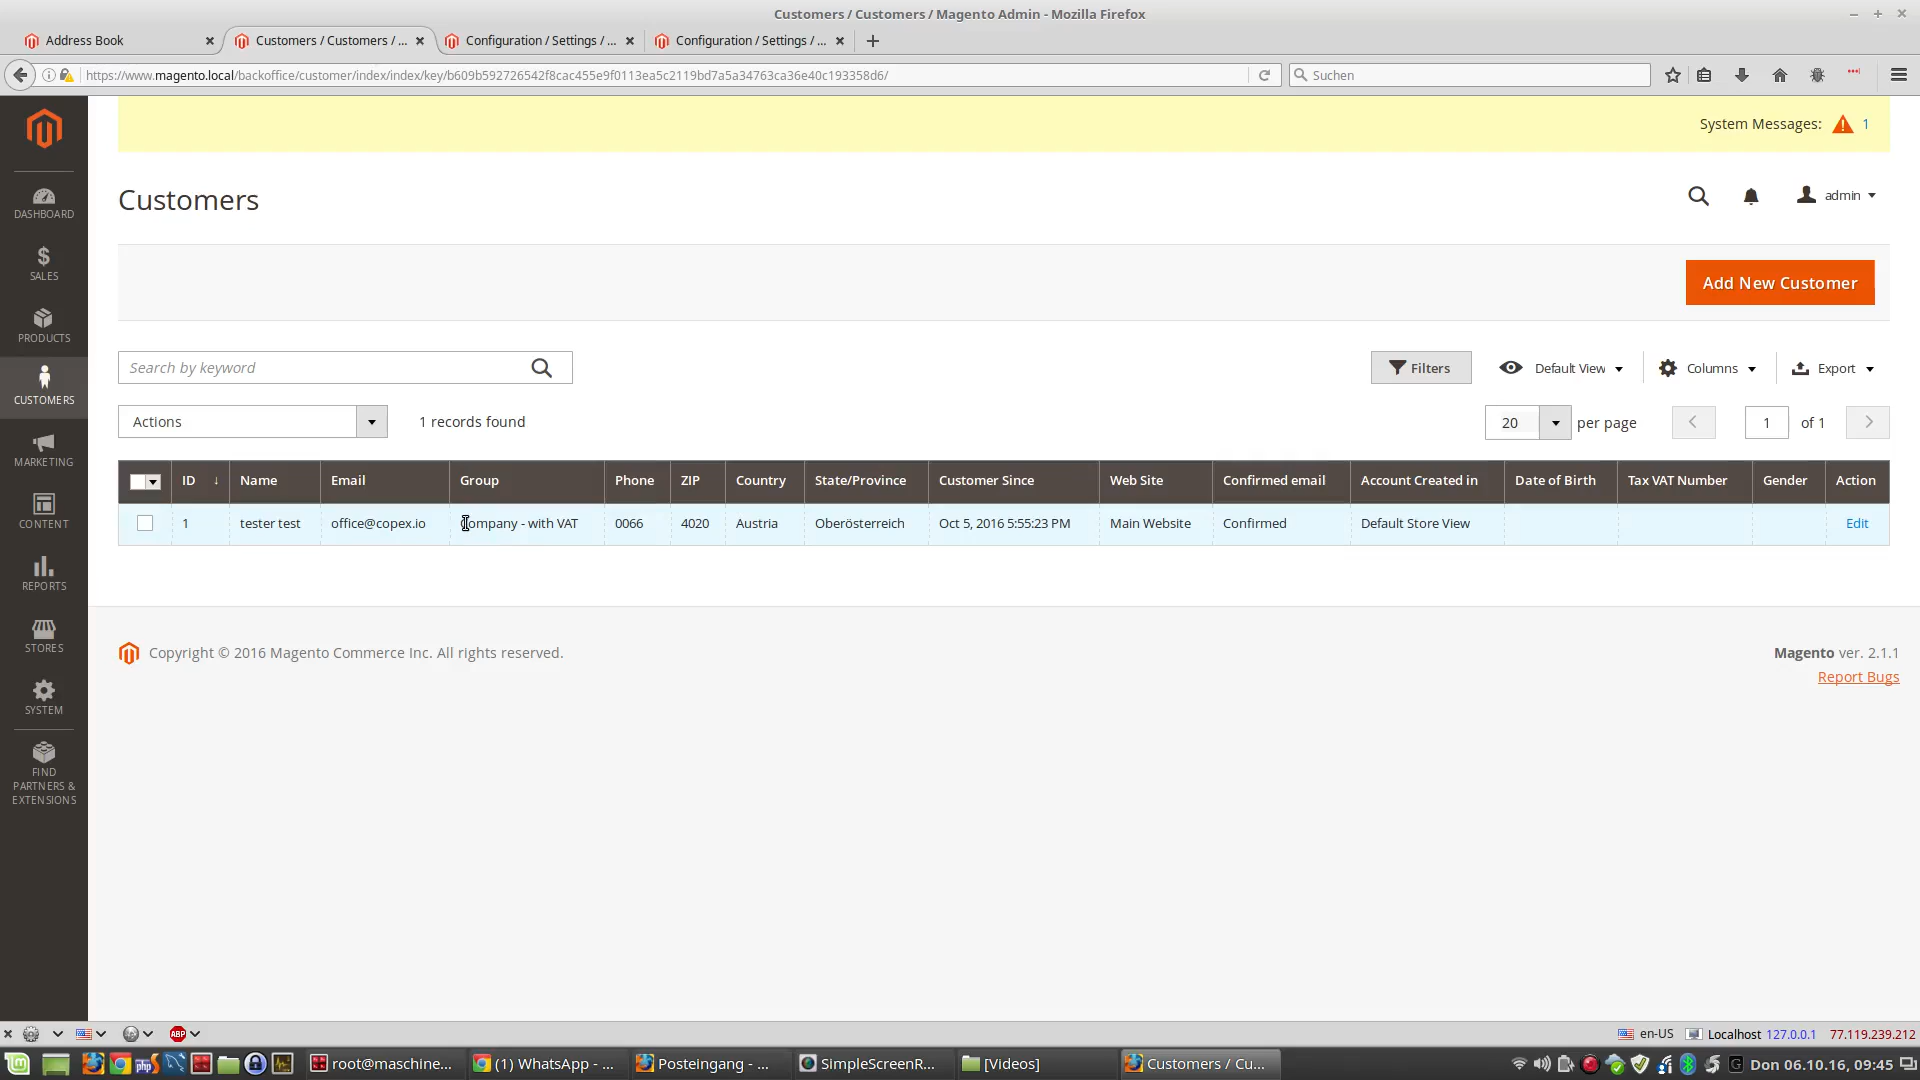 Customers / Customers / Magento Admin - Mozilla Firefox
Address Book
Customers / Customers / ...
Configuration / Settings / ...
Configuration / Settings / ...
https://www.magento.local/backoffice/customer/index/index/key/b609b592726542f8cac455e9f0113ea5c2119bd7a5a34763ca36e40c193358d6/
Suchen
System Messages: 1
Customers
admin
Add New Customer
Search by keyword
Filters
Default View
Columns
Export
Actions
1 records found
20 per page
1 of 1
ID ↓ Name Email Group Phone ZIP Country State/Province Customer Since Web Site Confirmed email Account Created in Date of Birth Tax VAT Number Gender Action
1 tester test office@copex.io Company - with VAT 0066 4020 Austria Oberösterreich Oct 5, 2016 5:55:23 PM Main Website Confirmed Default Store View Edit
Copyright © 2016 Magento Commerce Inc. All rights reserved.
Magento ver. 2.1.1
Report Bugs
DASHBOARD
$
SALES
PRODUCTS
CUSTOMERS
MARKETING
CONTENT
REPORTS
STORES
SYSTEM
FIND
PARTNERS &
EXTENSIONS
ABP
en-US
Localhost 127.0.0.1
77.119.239.212
php
root@maschine...
(1) WhatsApp - ...
Posteingang - ...
SimpleScreenR...
[Videos]
Customers / Cu...
Don 06.10.16, 09:45